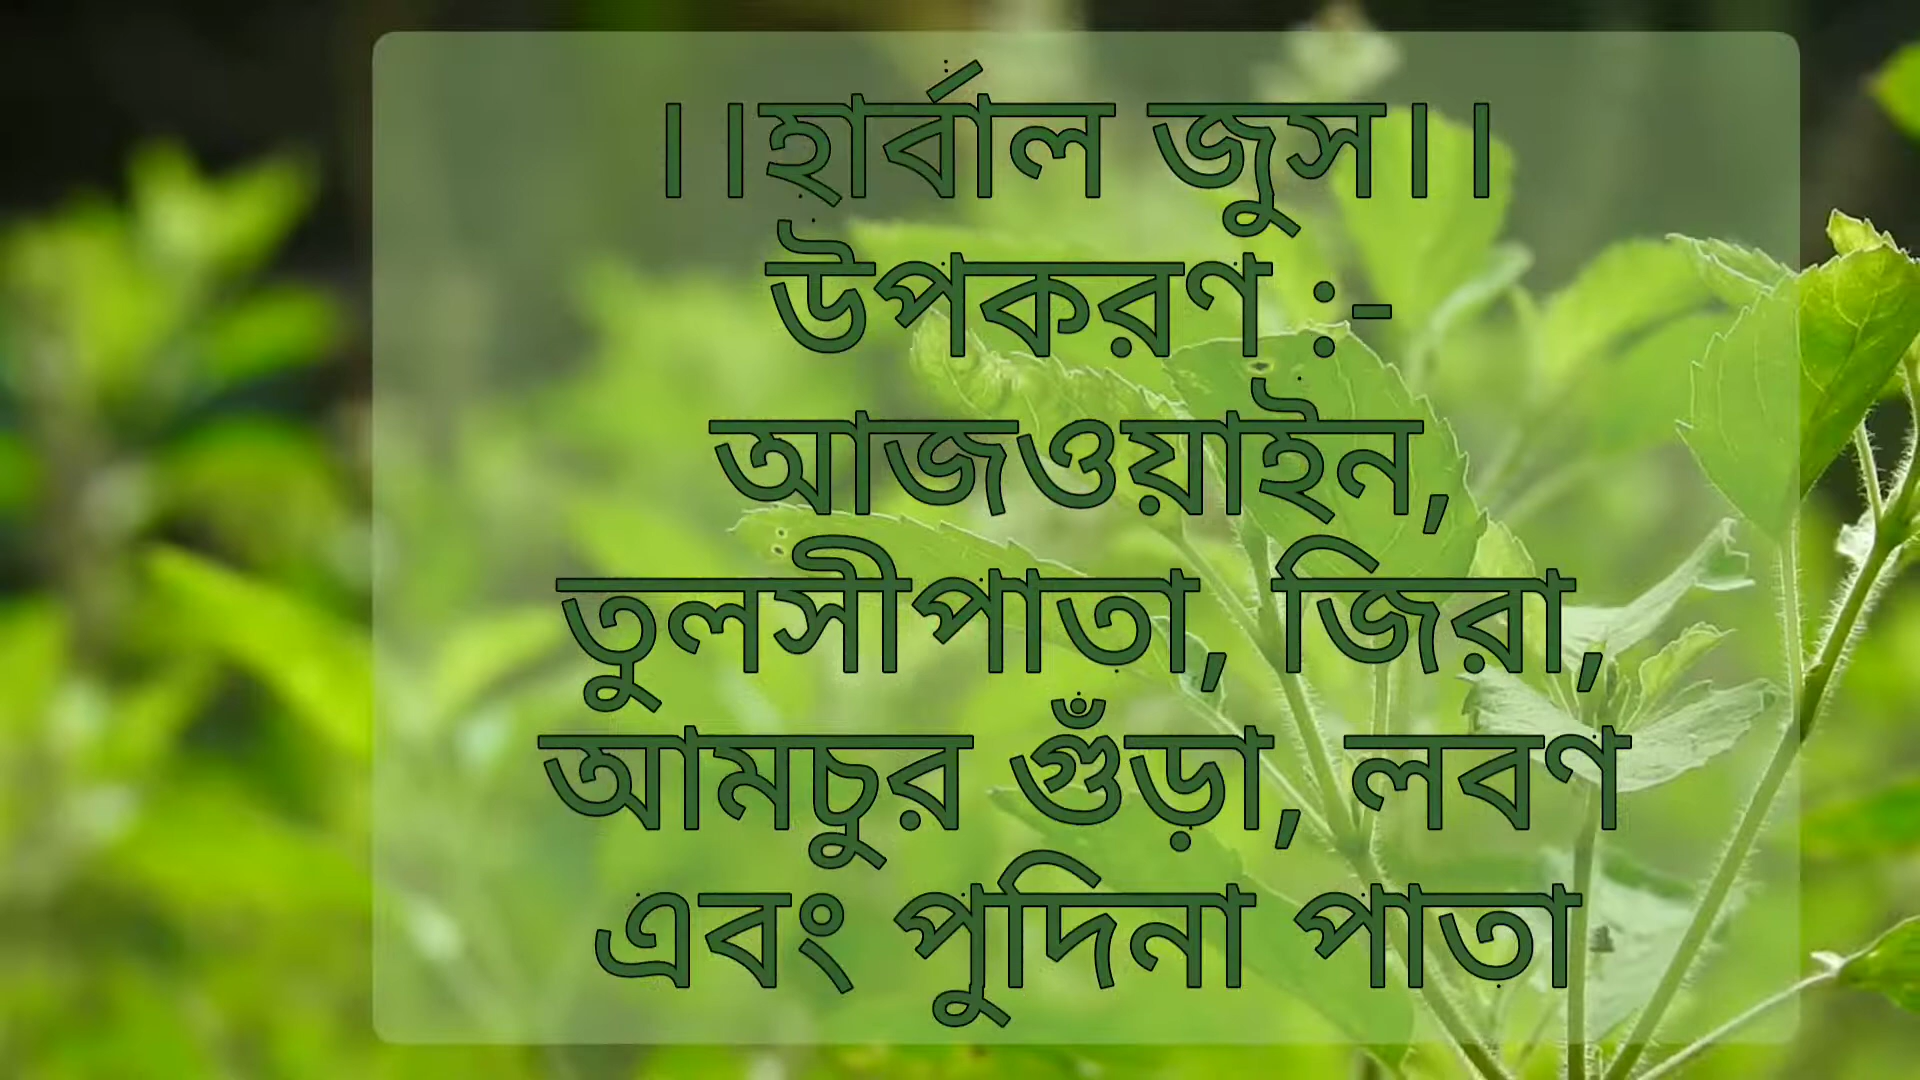 ।।হার্বাল জুস।।
উপকরণ :-
আজওয়াইন,
তুলসীপাতা, জিরা,
আমচুর গুঁড়া, লবণ
এবং পুদিনা পাতা